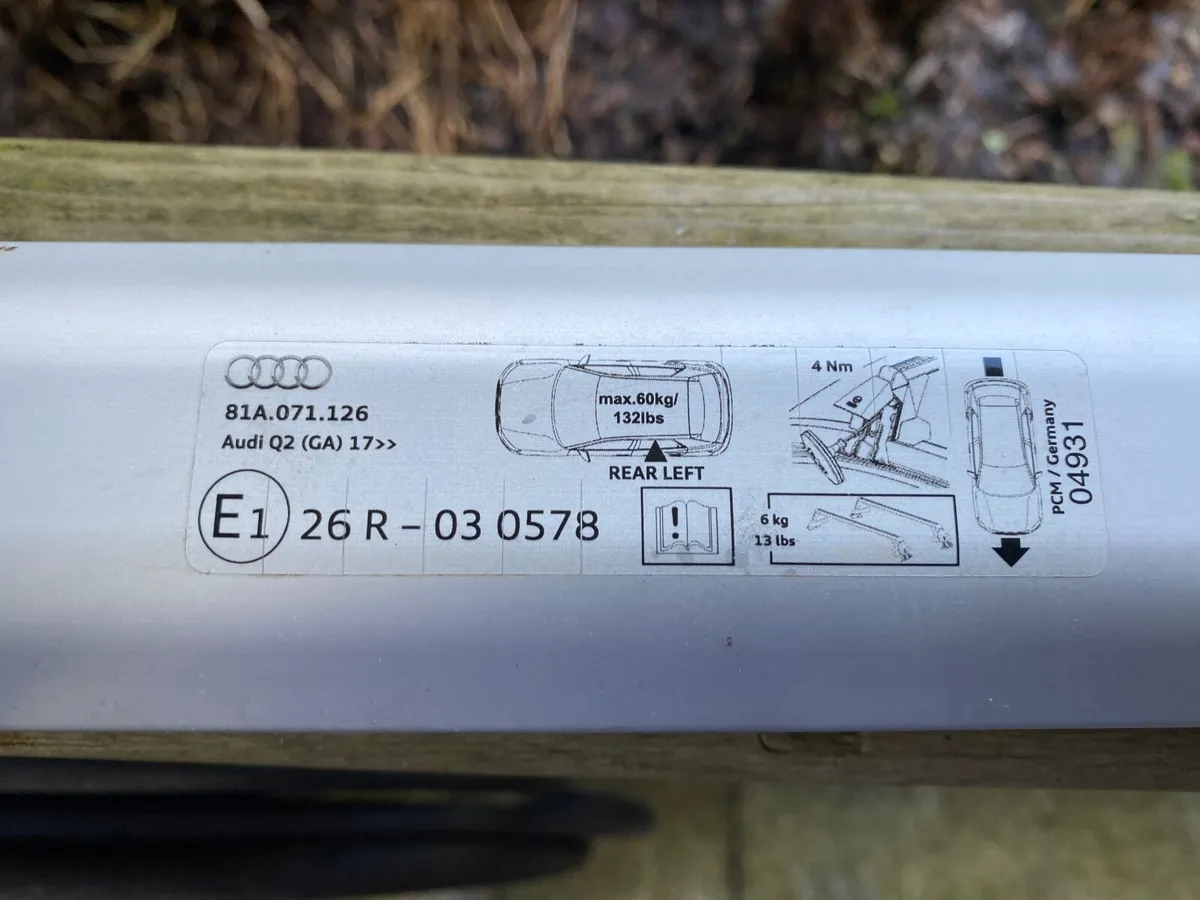 81A.071.126
Audi Q2 (GA) 17>>
E1 26 R – 03 0578
max.60kg/
132lbs
REAR LEFT
!
4 Nm
6 kg
13 lbs
PCM / Germany
04931